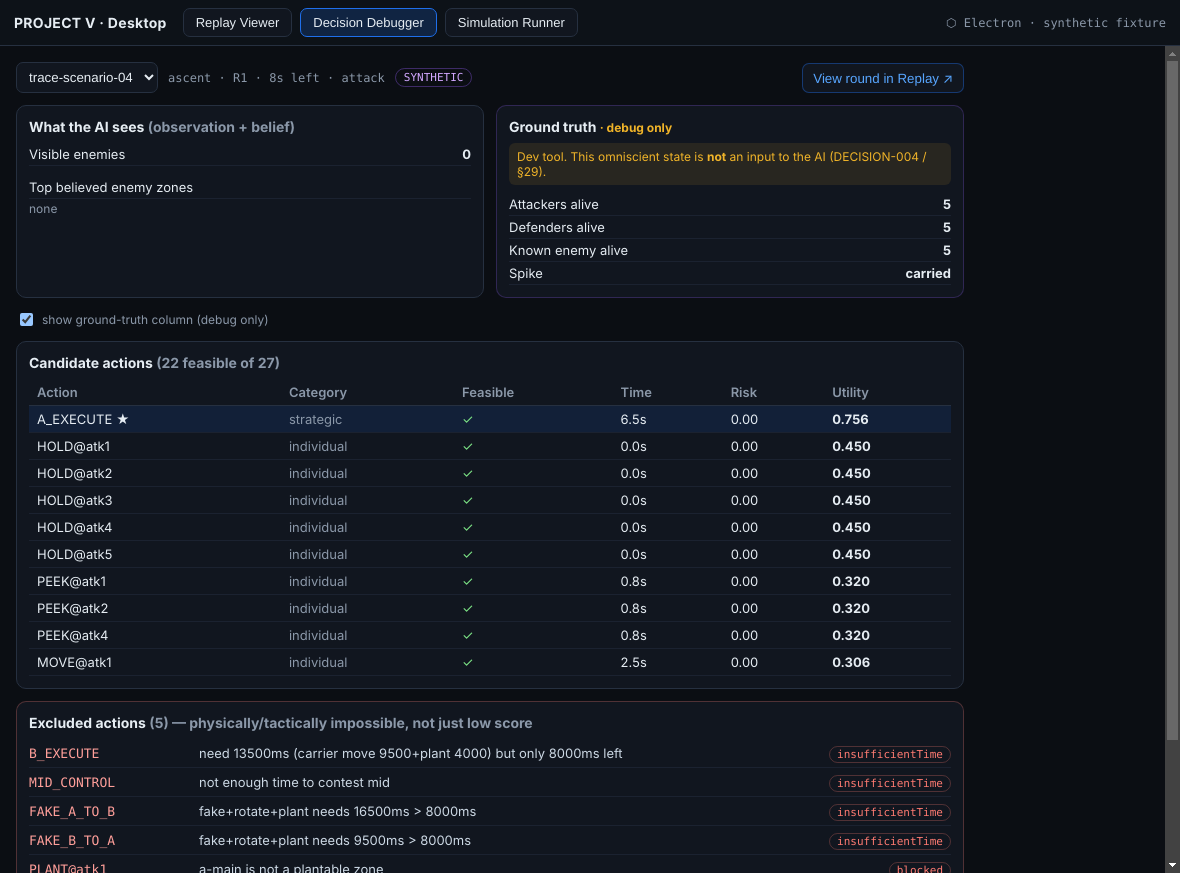 PROJECT V · Desktop
Replay Viewer
Decision Debugger
Simulation Runner
Electron · synthetic fixture
trace-scenario-04
ascent · R1 · 8s left · attack
SYNTHETIC
View round in Replay ↗
What the AI sees (observation + belief)
Visible enemies 0
Top believed enemy zones
none
Ground truth · debug only
Dev tool. This omniscient state is not an input to the AI (DECISION-004 /
§29).
Attackers alive 5
Defenders alive 5
Known enemy alive 5
Spike carried
show ground-truth column (debug only)
Candidate actions (22 feasible of 27)
Action Category Feasible Time Risk Utility
A_EXECUTE ★ strategic ✓ 6.5s 0.00 0.756
HOLD@atk1 individual ✓ 0.0s 0.00 0.450
HOLD@atk2 individual ✓ 0.0s 0.00 0.450
HOLD@atk3 individual ✓ 0.0s 0.00 0.450
HOLD@atk4 individual ✓ 0.0s 0.00 0.450
HOLD@atk5 individual ✓ 0.0s 0.00 0.450
PEEK@atk1 individual ✓ 0.8s 0.00 0.320
PEEK@atk2 individual ✓ 0.8s 0.00 0.320
PEEK@atk4 individual ✓ 0.8s 0.00 0.320
MOVE@atk1 individual ✓ 2.5s 0.00 0.306
Excluded actions (5) — physically/tactically impossible, not just low score
B_EXECUTE need 13500ms (carrier move 9500+plant 4000) but only 8000ms left insufficientTime
MID_CONTROL not enough time to contest mid insufficientTime
FAKE_A_TO_B fake+rotate+plant needs 16500ms > 8000ms insufficientTime
FAKE_B_TO_A fake+rotate+plant needs 9500ms > 8000ms insufficientTime
PLANT@atk1 a-main is not a plantable zone blocked